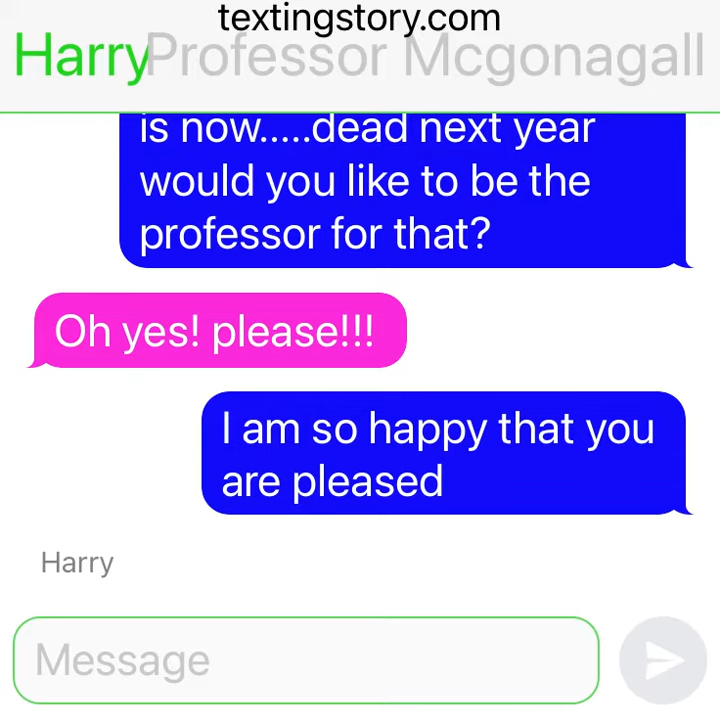 textingstory.com
Harry Professor Mcgonagall
is now.....dead next year
would you like to be the
professor for that?
Oh yes! please!!!
I am so happy that you
are pleased
Harry
Message